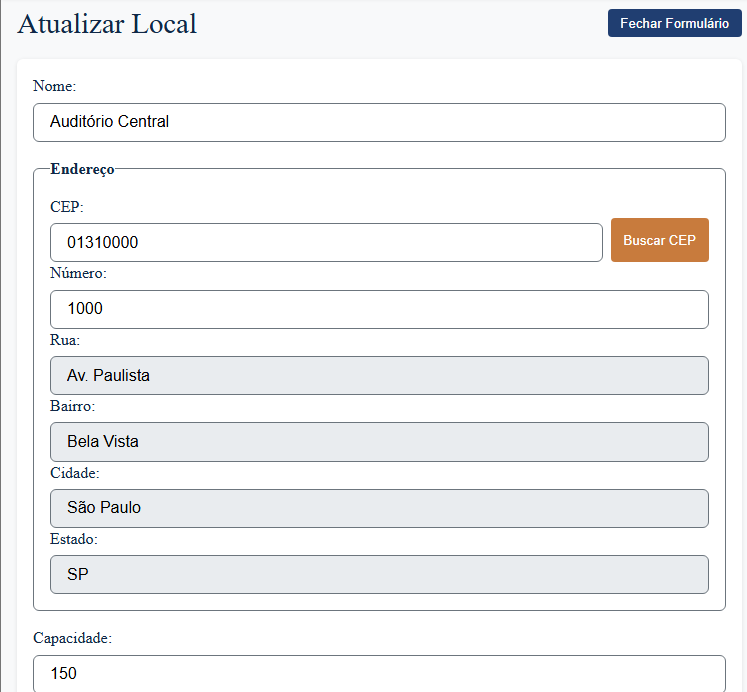 Atualizar Local
Fechar Formulário
Nome:
Auditório Central
Endereço
CEP:
01310000
Buscar CEP
Número:
1000
Rua:
Av. Paulista
Bairro:
Bela Vista
Cidade:
São Paulo
Estado:
SP
Capacidade:
150